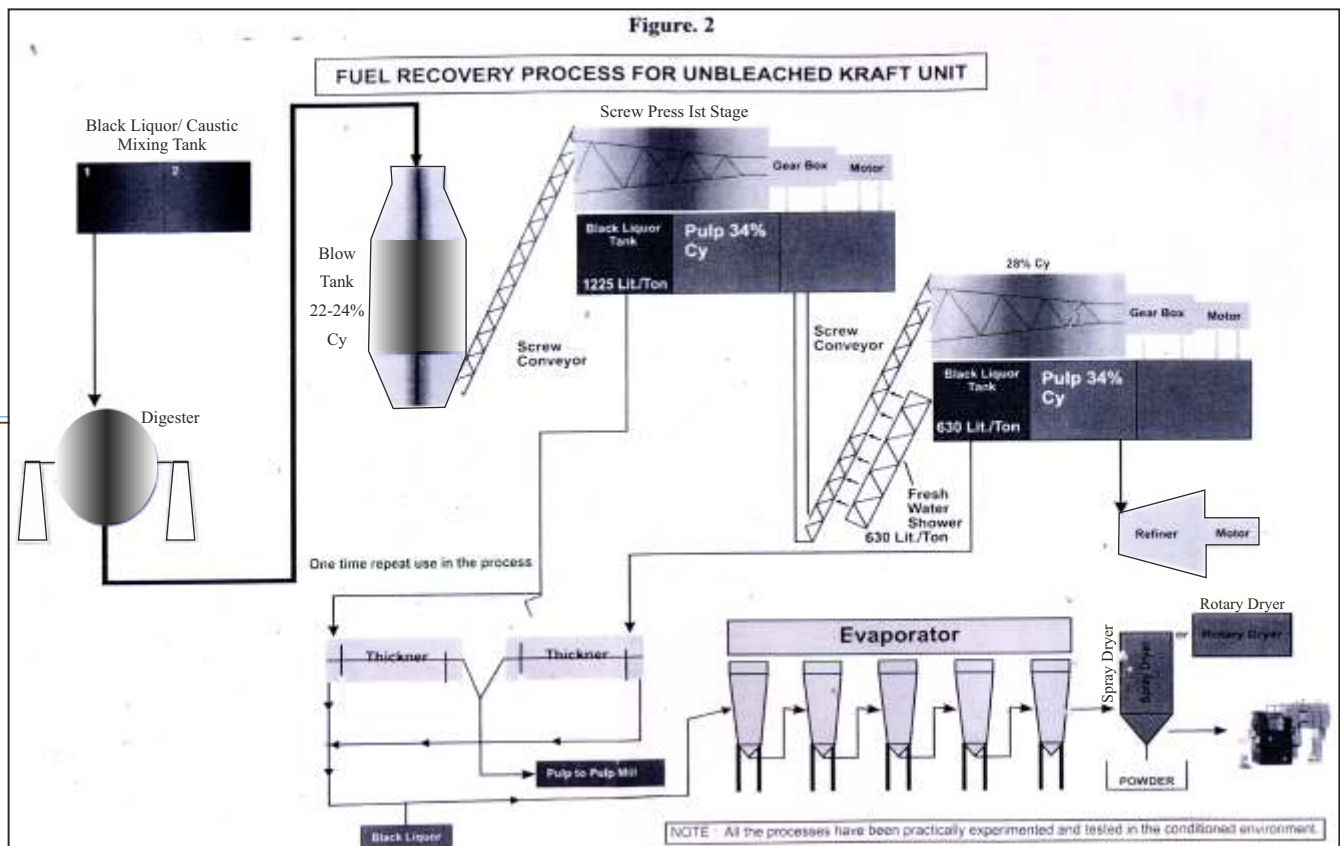 Figure. 2
FUEL RECOVERY PROCESS FOR UNBLEACHED KRAFT UNIT
Black Liquor/ Caustic
Mixing Tank
1
2
Digester
Blow
Tank
22-24%
Cy
Screw
Conveyor
Screw Press Ist Stage
Gear Box
Motor
Black Liquor
Tank
1225 Lit./Ton
Pulp 34%
Cy
Screw
Conveyor
28% Cy
Gear Box
Motor
Black Liquor
Tank
630 Lit./Ton
Pulp 34%
Cy
Fresh
Water
Shower
630 Lit./Ton
Refiner
Motor
One time repeat use in the process
Thickner
Thickner
Pulp to Pulp Mill
Black Liquor
Evaporator
Spray Dryer
Spray Dryer
or
Rotary Dryer
Rotary Dryer
POWDER
NOTE : All the processes have been practically experimented and tested in the conditioned environment.